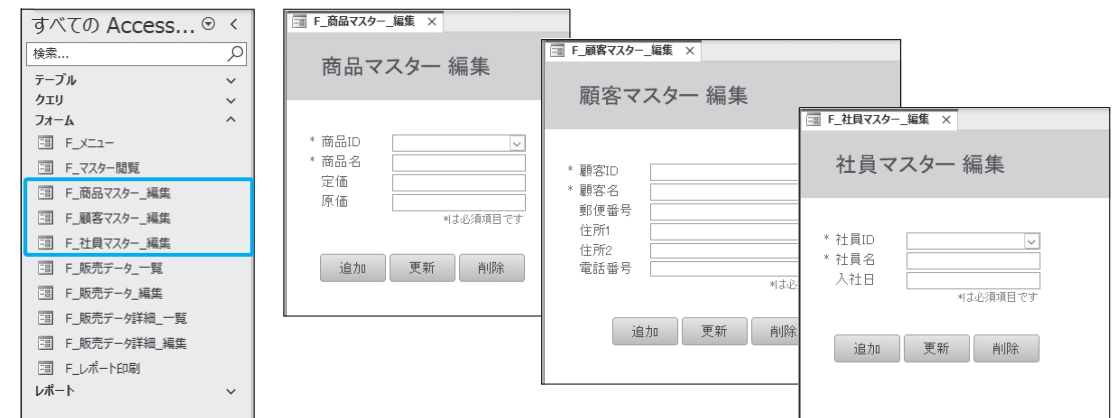 すべての Access...
検索...
テーブル
クエリ
フォーム
F_メニュー
F_マスター閲覧
F_商品マスター_編集
F_顧客マスター_編集
F_社員マスター_編集
F_販売データ_一覧
F_販売データ_編集
F_販売データ詳細_一覧
F_販売データ詳細_編集
F_レポート印刷
レポート
F_商品マスター_編集
商品マスター 編集
* 商品ID
* 商品名
定価
原価
*は必須項目です
追加 更新 削除
F_顧客マスター_編集
顧客マスター 編集
* 顧客ID
* 顧客名
郵便番号
住所1
住所2
電話番号
*は必
追加 更新 削除
F_社員マスター_編集
社員マスター 編集
* 社員ID
* 社員名
入社日
*は必須項目です
追加 更新 削除